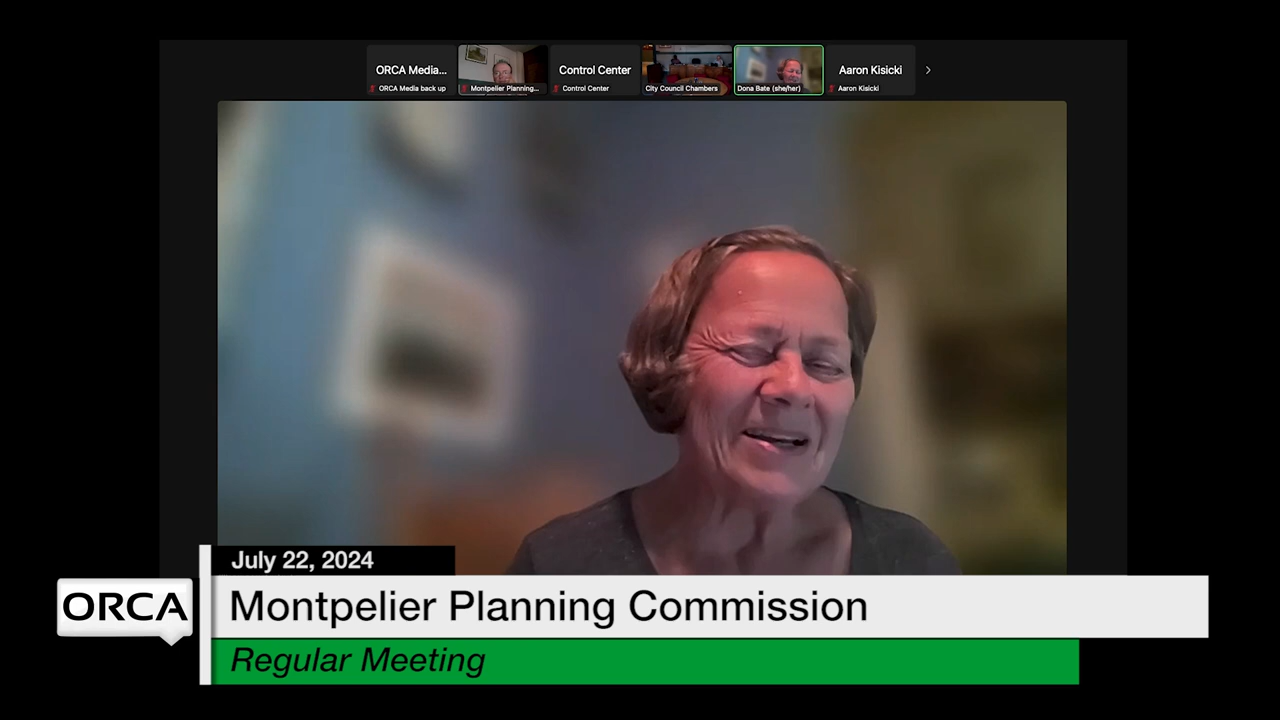 ORCA Media...
Control Center
Aaron Kisicki
ORCA Media back up
Montpelier Planning...
Control Center
City Council Chambers
Dona Bate (she/her)
Aaron Kisicki
July 22, 2024
ORCA
Montpelier Planning Commission
Regular Meeting